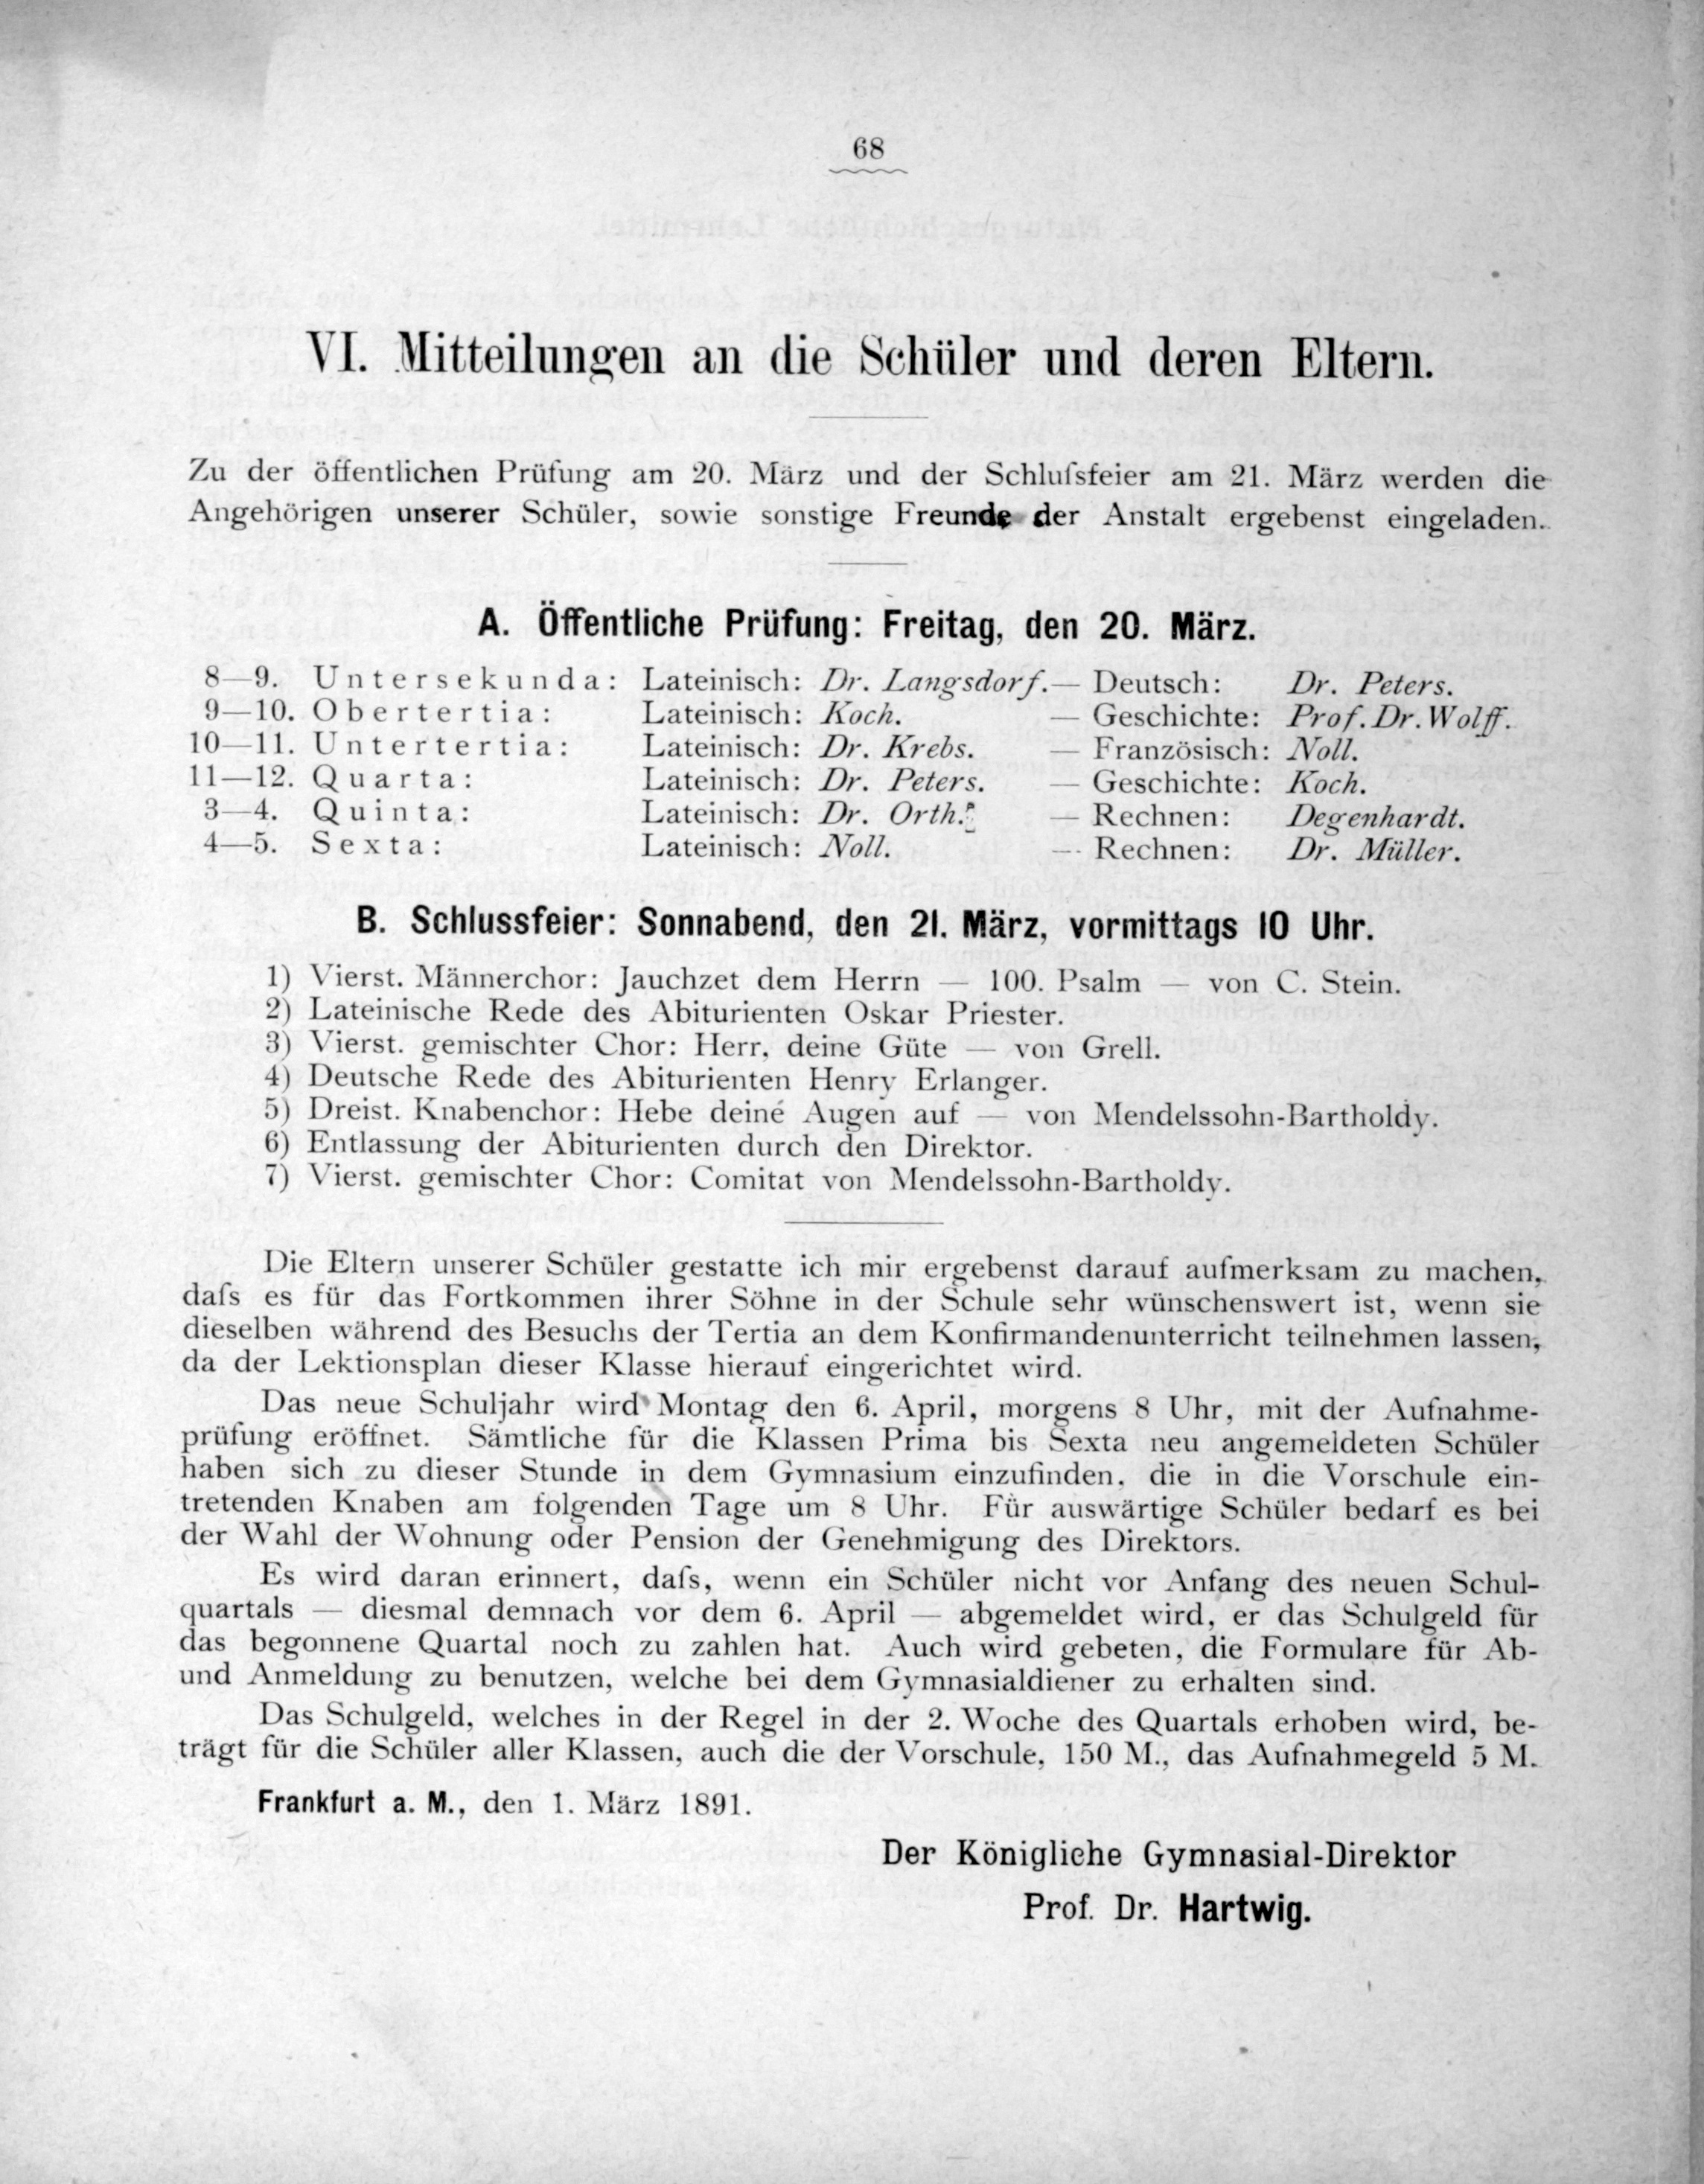 68
VI. Mitteilungen an die Schüler und deren Eltern.
Zu der öffentlichen Prüfung am 20. März und der Schluſsfeier am 21. März werden die
Angehörigen unserer Schüler, sowie sonstige Freunde der Anstalt ergebenst eingeladen.
A. Öffentliche Prüfung: Freitag, den 20. März.
8—9. Untersekunda: Lateinisch: Dr. Langsdorf. — Deutsch: Dr. Peters.
9—10. Obertertia: Lateinisch: Koch. — Geschichte: Prof. Dr. Wolff.
10—11. Untertertia: Lateinisch: Dr. Krebs. — Französisch: Noll.
11—12. Quarta: Lateinisch: Dr. Peters. — Geschichte: Koch.
3—4. Quinta: Lateinisch: Dr. Orth. — Rechnen: Degenhardt.
4—5. Sexta: Lateinisch: Noll. — Rechnen: Dr. Müller.
B. Schlussfeier: Sonnabend, den 21. März, vormittags 10 Uhr.
1) Vierst. Männerchor: Jauchzet dem Herrn — 100. Psalm — von C. Stein.
2) Lateinische Rede des Abiturienten Oskar Priester.
3) Vierst. gemischter Chor: Herr, deine Güte — von Grell.
4) Deutsche Rede des Abiturienten Henry Erlanger.
5) Dreist. Knabenchor: Hebe deine Augen auf — von Mendelssohn-Bartholdy.
6) Entlassung der Abiturienten durch den Direktor.
7) Vierst. gemischter Chor: Comitat von Mendelssohn-Bartholdy.
Die Eltern unserer Schüler gestatte ich mir ergebenst darauf aufmerksam zu machen,
daſs es für das Fortkommen ihrer Söhne in der Schule sehr wünschenswert ist, wenn sie
dieselben während des Besuchs der Tertia an dem Konfirmandenunterricht teilnehmen lassen,
da der Lektionsplan dieser Klasse hierauf eingerichtet wird.
Das neue Schuljahr wird Montag den 6. April, morgens 8 Uhr, mit der Aufnahme-
prüfung eröffnet. Sämtliche für die Klassen Prima bis Sexta neu angemeldeten Schüler
haben sich zu dieser Stunde in dem Gymnasium einzufinden, die in die Vorschule ein-
tretenden Knaben am folgenden Tage um 8 Uhr. Für auswärtige Schüler bedarf es bei
der Wahl der Wohnung oder Pension der Genehmigung des Direktors.
Es wird daran erinnert, daſs, wenn ein Schüler nicht vor Anfang des neuen Schul-
quartals — diesmal demnach vor dem 6. April — abgemeldet wird, er das Schulgeld für
das begonnene Quartal noch zu zahlen hat. Auch wird gebeten, die Formulare für Ab-
und Anmeldung zu benutzen, welche bei dem Gymnasialdiener zu erhalten sind.
Das Schulgeld, welches in der Regel in der 2. Woche des Quartals erhoben wird, be-
trägt für die Schüler aller Klassen, auch die der Vorschule, 150 M., das Aufnahmegeld 5 M.
Frankfurt a. M., den 1. März 1891.
Der Königliche Gymnasial-Direktor
Prof. Dr. Hartwig.